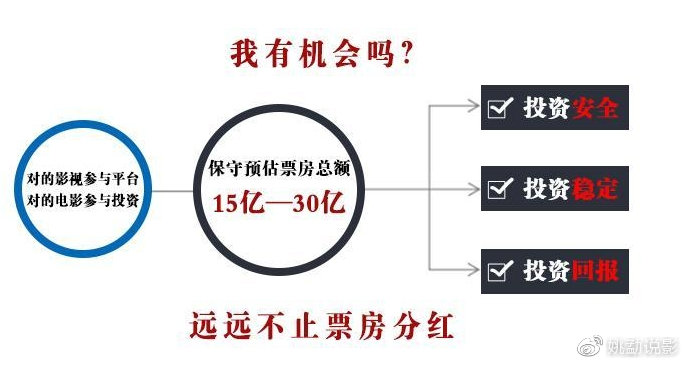 我有机会吗？
对的影视参与平台
对的电影参与投资
保守预估票房总额
15亿—30亿
投资安全
投资稳定
投资回报
远远不止票房分红
姚勐说影